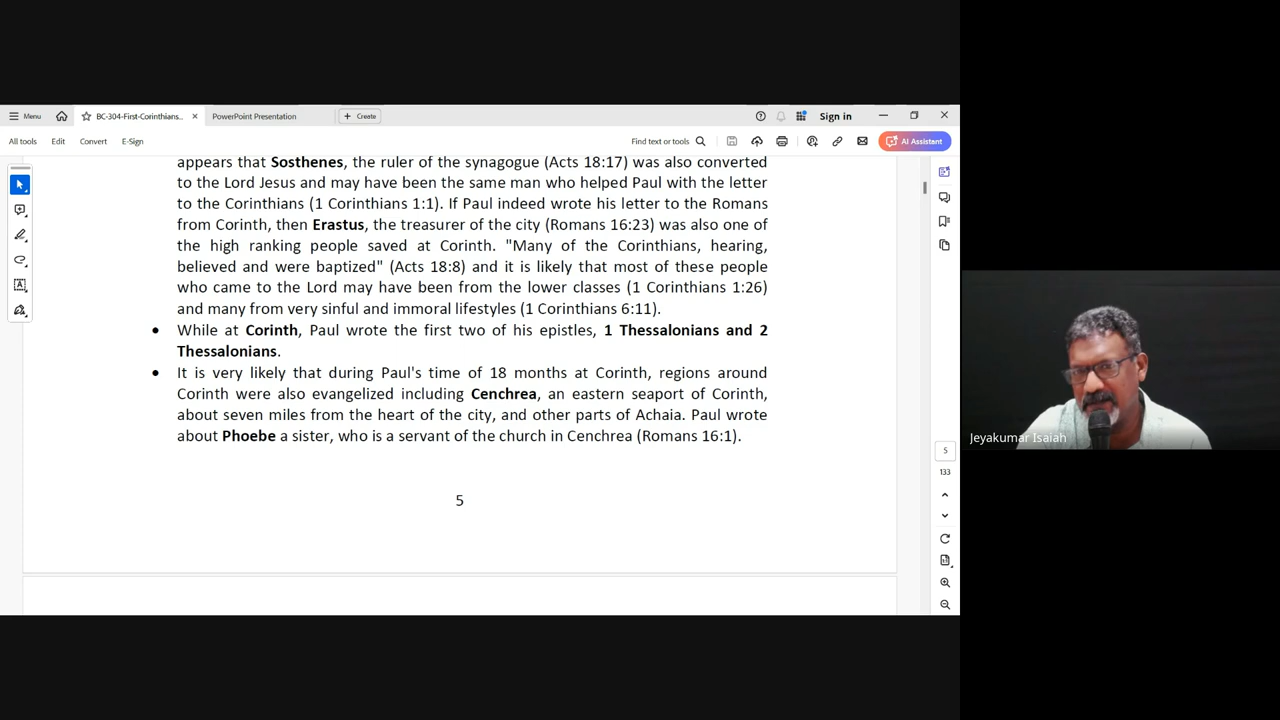 Menu
BC-304-First-Corinthians...
PowerPoint Presentation
Create
Sign in
All tools
Edit
Convert
E-Sign
Find text or tools
AI Assistant
appears that Sosthenes, the ruler of the synagogue (Acts 18:17) was also converted
to the Lord Jesus and may have been the same man who helped Paul with the letter
to the Corinthians (1 Corinthians 1:1). If Paul indeed wrote his letter to the Romans
from Corinth, then Erastus, the treasurer of the city (Romans 16:23) was also one of
the high ranking people saved at Corinth. "Many of the Corinthians, hearing,
believed and were baptized" (Acts 18:8) and it is likely that most of these people
who came to the Lord may have been from the lower classes (1 Corinthians 1:26)
and many from very sinful and immoral lifestyles (1 Corinthians 6:11).
• While at Corinth, Paul wrote the first two of his epistles, 1 Thessalonians and 2
Thessalonians.
• It is very likely that during Paul's time of 18 months at Corinth, regions around
Corinth were also evangelized including Cenchrea, an eastern seaport of Corinth,
about seven miles from the heart of the city, and other parts of Achaia. Paul wrote
about Phoebe a sister, who is a servant of the church in Cenchrea (Romans 16:1).
5
5
133
Jeyakumar Isaiah